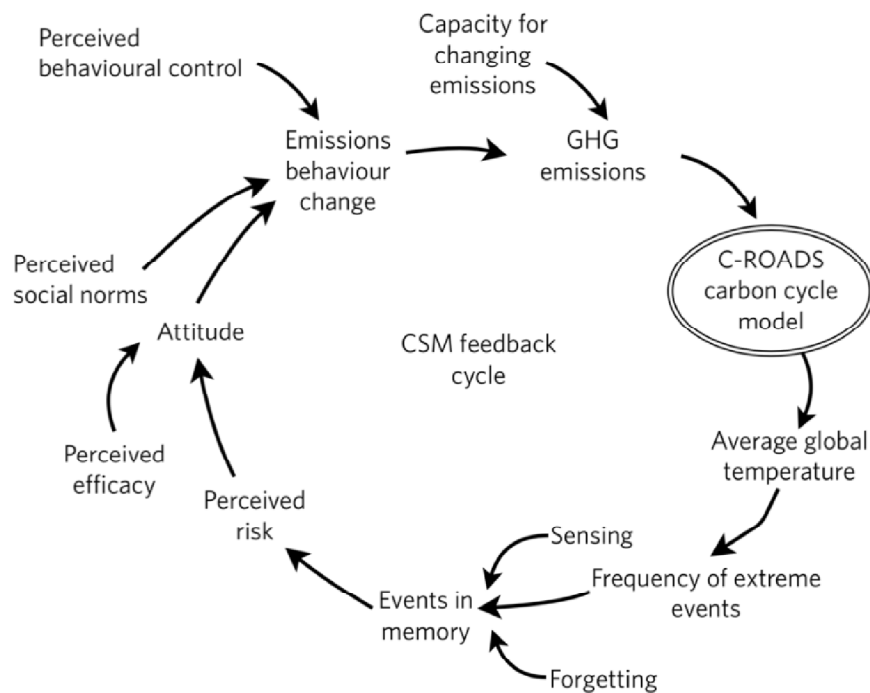 Perceived
behavioural control
Capacity for
changing
emissions
Emissions
behaviour
change
GHG
emissions
Perceived
social norms
C-ROADS
carbon cycle
model
Attitude
CSM feedback
cycle
Perceived
efficacy
Average global
temperature
Perceived
risk
Sensing
Frequency of extreme
events
Events in
memory
Forgetting